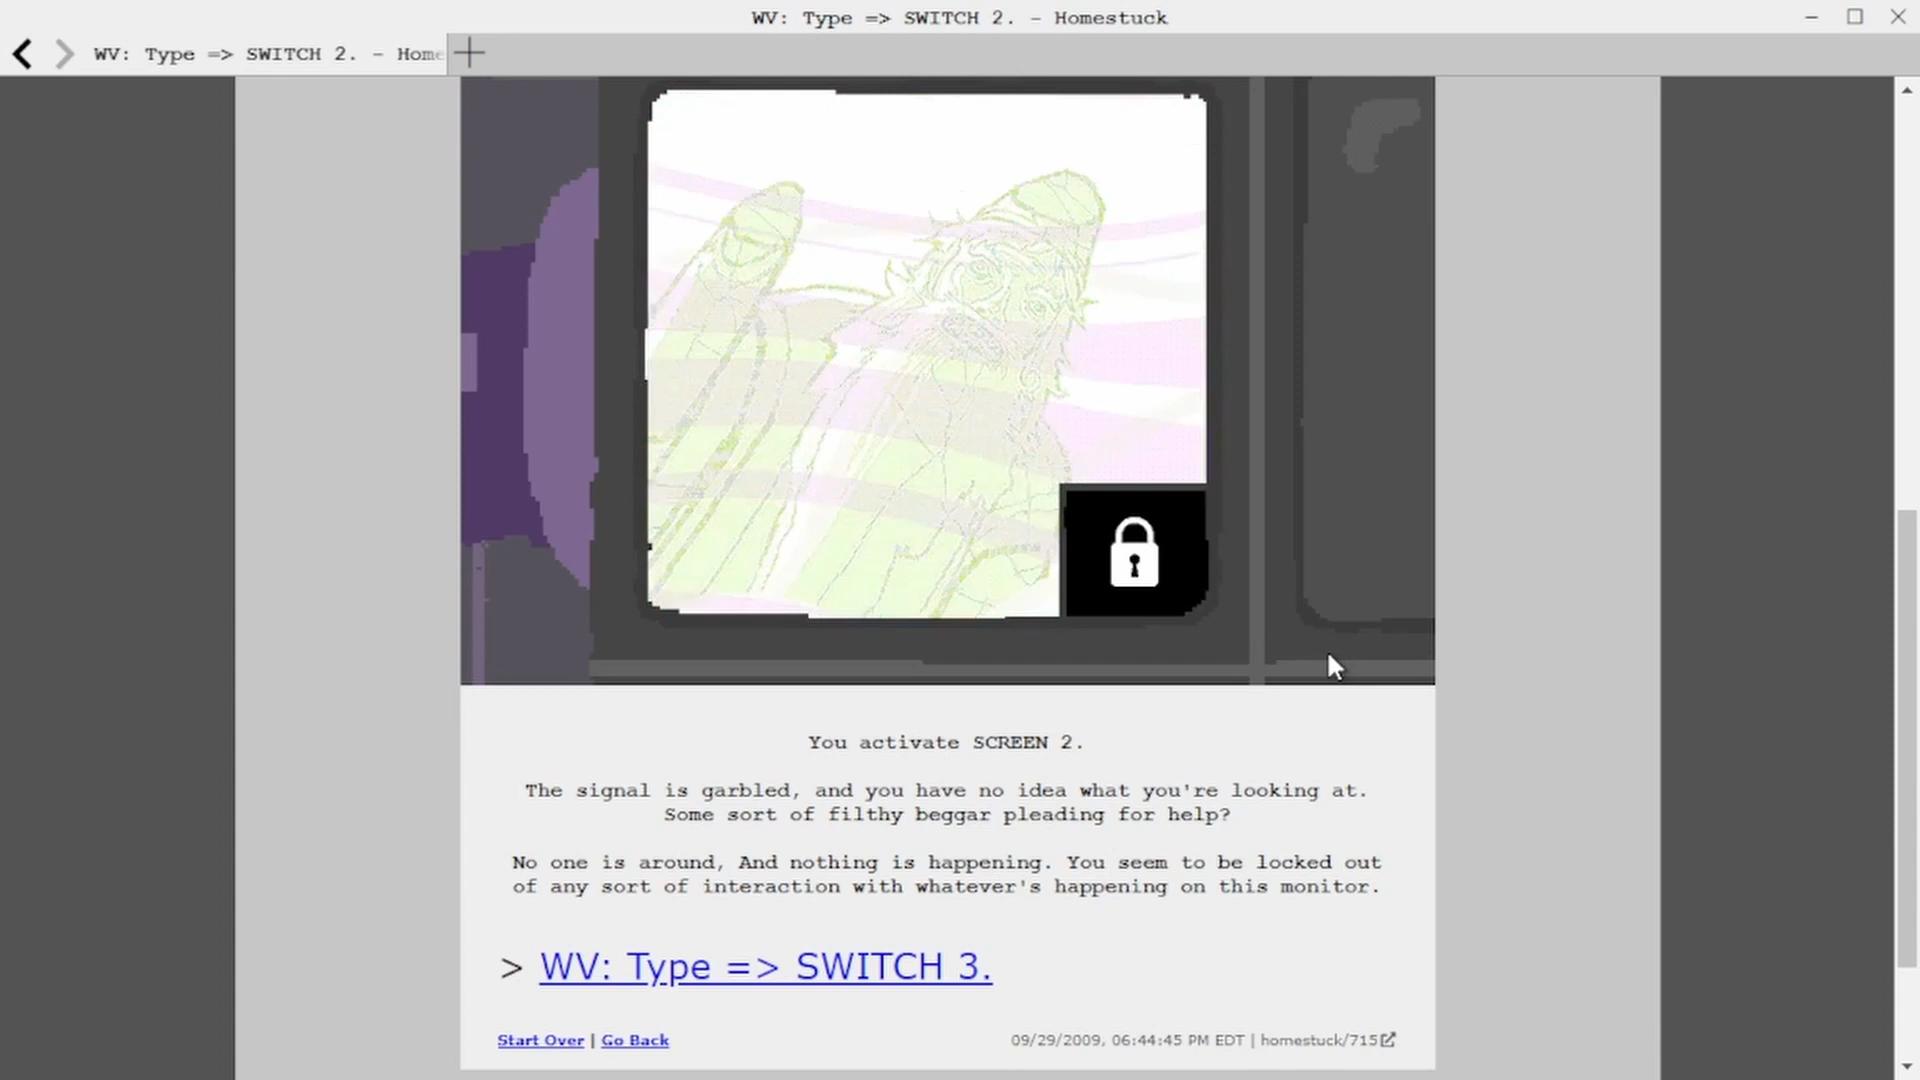 WV: Type => SWITCH 2. - Homestuck
WV: Type => SWITCH 2. - Home
You activate SCREEN 2.
The signal is garbled, and you have no idea what you're looking at.
Some sort of filthy beggar pleading for help?
No one is around, And nothing is happening. You seem to be locked out
of any sort of interaction with whatever's happening on this monitor.
> WV: Type => SWITCH 3.
Start Over | Go Back
09/29/2009, 06:44:45 PM EDT | homestuck/715